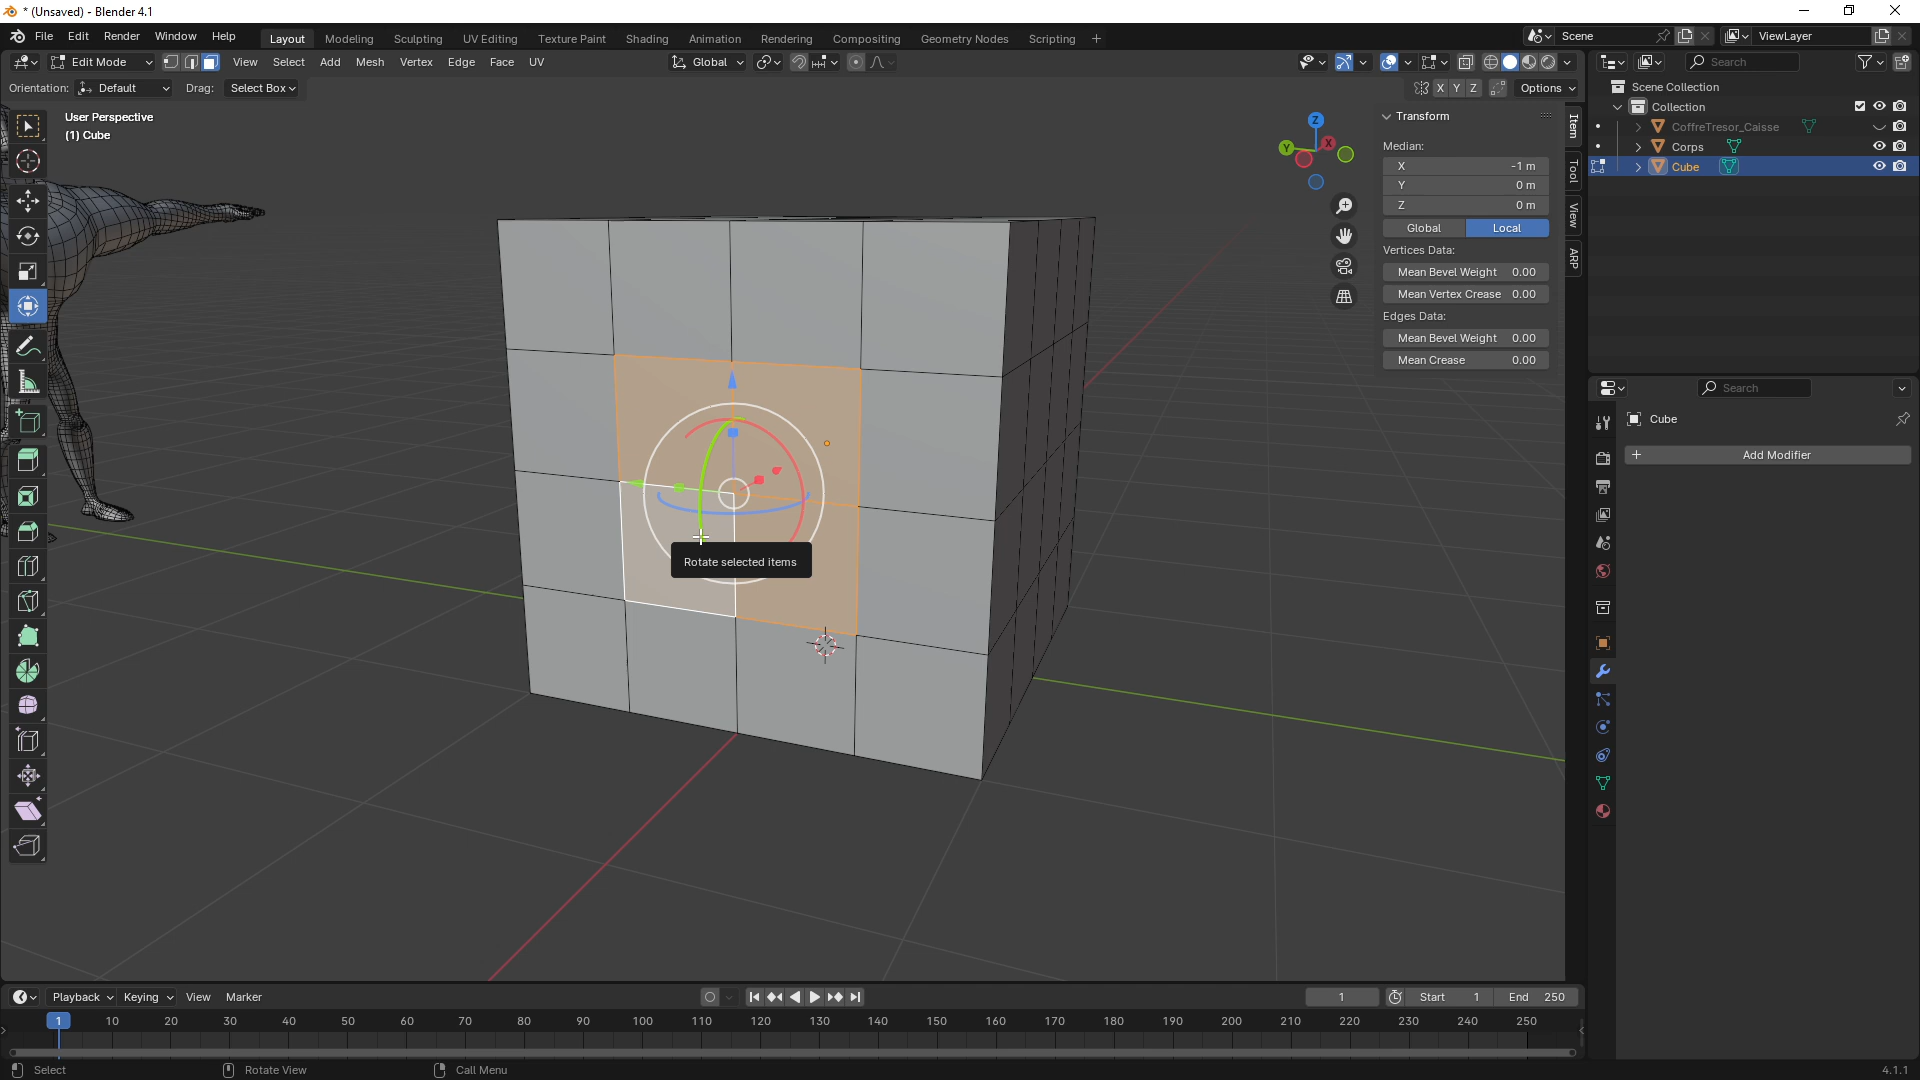 * (Unsaved) - Blender 4.1
File Edit Render Window Help Layout Modeling Sculpting UV Editing Texture Paint Shading Animation Rendering Compositing Geometry Nodes Scripting + Scene ViewLayer
Edit Mode View Select Add Mesh Vertex Edge Face UV Global Search
Orientation: Default Drag: Select Box X Y Z Options
Scene Collection
Collection
CoffreTresor_Caisse
Corps
Cube
User Perspective
(1) Cube
Z
Y
X
Transform
Median:
X -1 m
Y 0 m
Z 0 m
Global Local
Vertices Data:
Mean Bevel Weight 0.00
Mean Vertex Crease 0.00
Edges Data:
Mean Bevel Weight 0.00
Mean Crease 0.00
Item
Tool
View
ARP
Search
Cube
+ Add Modifier
Rotate selected items
Playback Keying View Marker 1 Start 1 End 250
1 10 20 30 40 50 60 70 80 90 100 110 120 130 140 150 160 170 180 190 200 210 220 230 240 250
Select Rotate View Call Menu 4.1.1